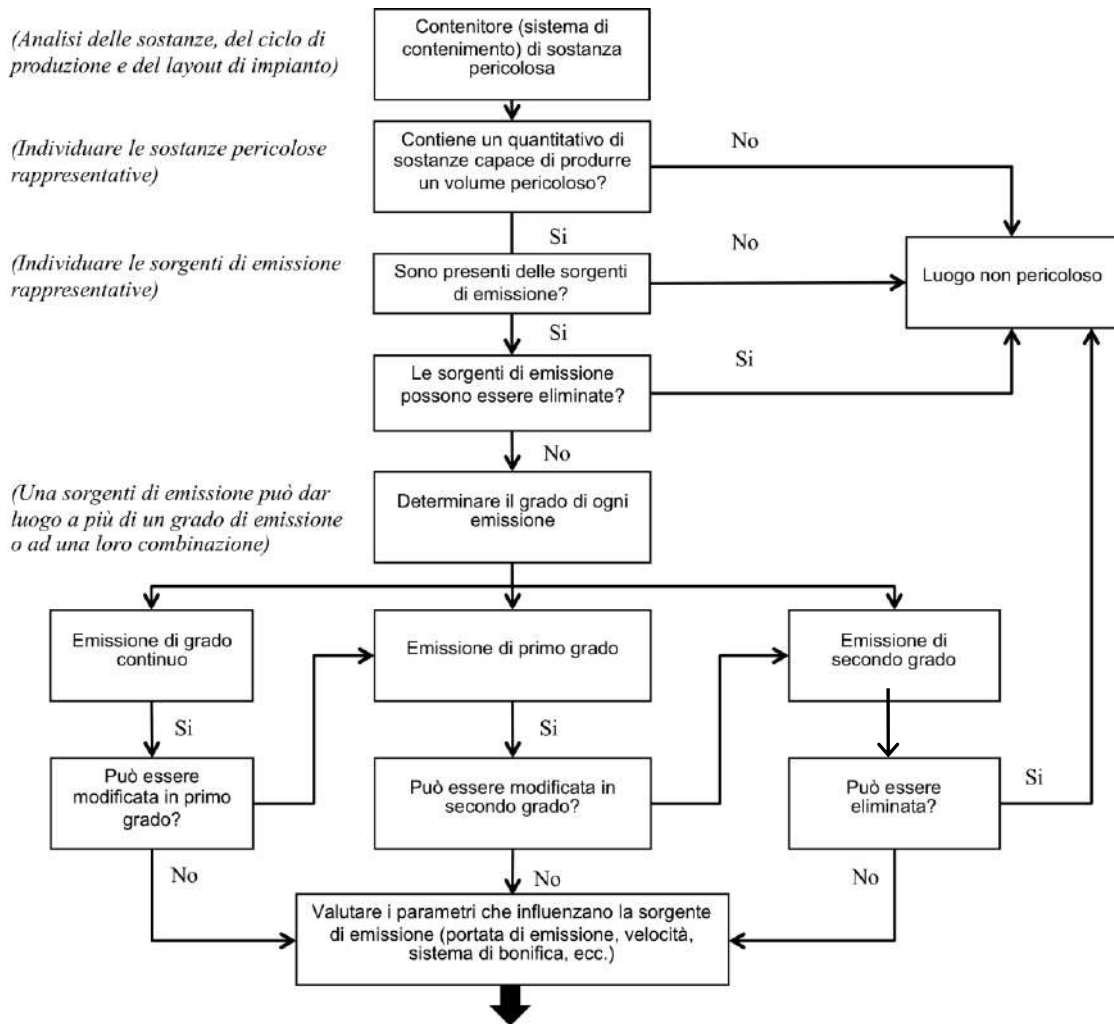 (Analisi delle sostanze, del ciclo di
produzione e del layout di impianto)
Contenitore (sistema di
contenimento) di sostanza
pericolosa
(Individuare le sostanze pericolose
rappresentative)
Contiene un quantitativo di
sostanze capace di produrre
un volume pericoloso?
No
Si
(Individuare le sorgenti di emissione
rappresentative)
Sono presenti delle sorgenti
di emissione?
No
Luogo non pericoloso
Si
Le sorgenti di emissione
possono essere eliminate?
Si
No
(Una sorgenti di emissione può dar
luogo a più di un grado di emissione
o ad una loro combinazione)
Determinare il grado di ogni
emissione
Emissione di grado
continuo
Emissione di primo grado
Emissione di
secondo grado
Si
Si
Può essere
modificata in primo
grado?
Può essere modificata in
secondo grado?
Può essere
eliminata?
Si
No
No
No
Valutare i parametri che influenzano la sorgente
di emissione (portata di emissione, velocità,
sistema di bonifica, ecc.)